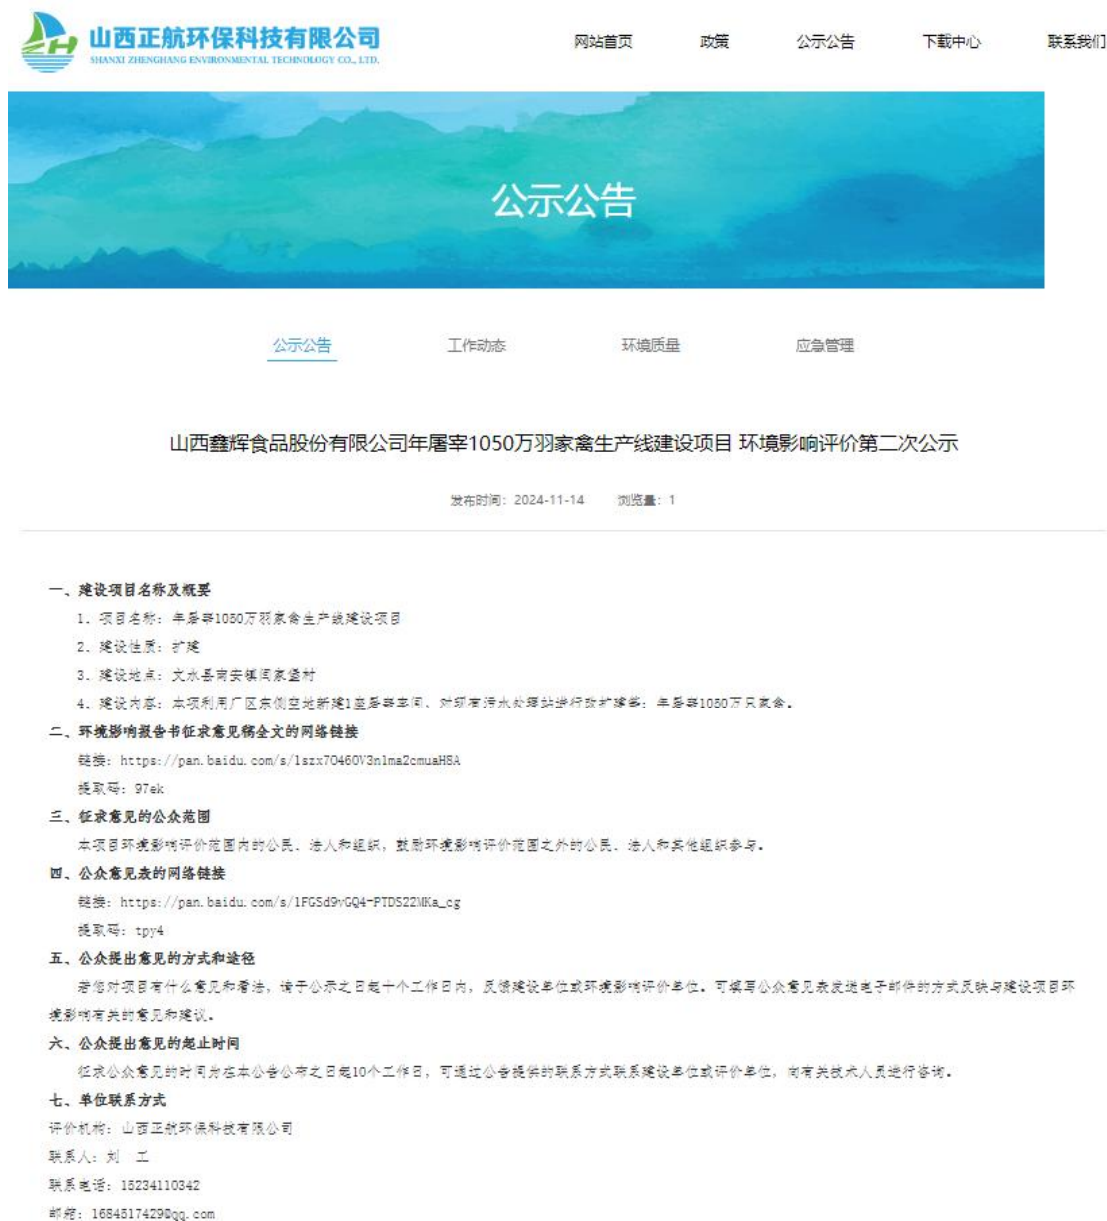 山西正航环保科技有限公司
SHANXI ZHENGHANG ENVIRONMENTAL TECHNOLOGY CO., LTD.
网站首页 政策 公示公告 下载中心 联系我们
公示公告
公示公告 工作动态 环境质量 应急管理
山西鑫辉食品股份有限公司年屠宰1050万羽家禽生产线建设项目 环境影响评价第二次公示
发布时间：2024-11-14 浏览量：1
一、建设项目名称及概要
1. 项目名称：年屠宰1050万羽家禽生产线建设项目
2. 建设性质：扩建
3. 建设地点：文水县南安镇闫家堡村
4. 建设内容：本项利用厂区东侧空地新建1座屠宰车间、对现有污水处理站进行改扩建等；年屠宰1050万只家禽。
二、环境影响报告书征求意见稿全文的网络链接
链接：https://pan.baidu.com/s/1szx7O460V3nlma2cmuaH8A
提取码：97ek
三、征求意见的公众范围
本项目环境影响评价范围内的公民、法人和组织，鼓励环境影响评价范围之外的公民、法人和其他组织参与。
四、公众意见表的网络链接
链接：https://pan.baidu.com/s/1FGSd9vGQ4-PTDS22MKa_cg
提取码：tpy4
五、公众提出意见的方式和途径
若您对项目有什么意见和看法，请于公示之日起十个工作日内，反馈建设单位或环境影响评价单位。可填写公众意见表发送电子邮件的方式反映与建设项目环
境影响有关的意见和建议。
六、公众提出意见的起止时间
征求公众意见的时间为在本公告公布之日起10个工作日，可通过公告提供的联系方式联系建设单位或评价单位，向有关技术人员进行咨询。
七、单位联系方式
评价机构：山西正航环保科技有限公司
联系人：刘 工
联系电话：15234110342
邮箱：1684517429@qq.com